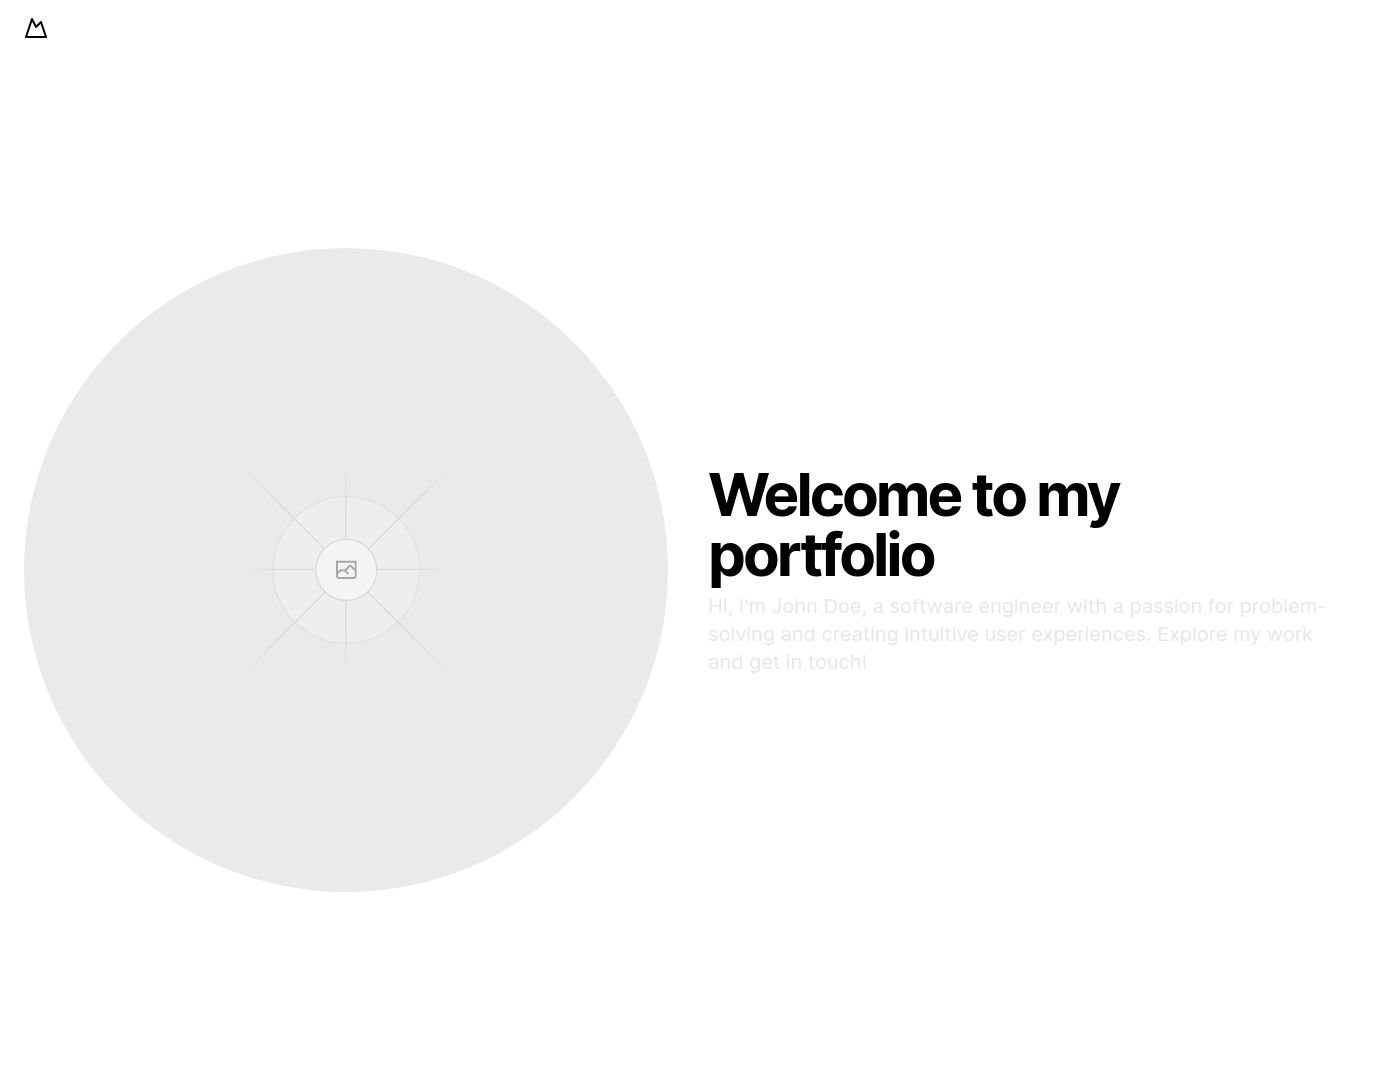 Welcome to my
portfolio
Hi, I'm John Doe, a software engineer with a passion for problem-
solving and creating intuitive user experiences. Explore my work
and get in touch!